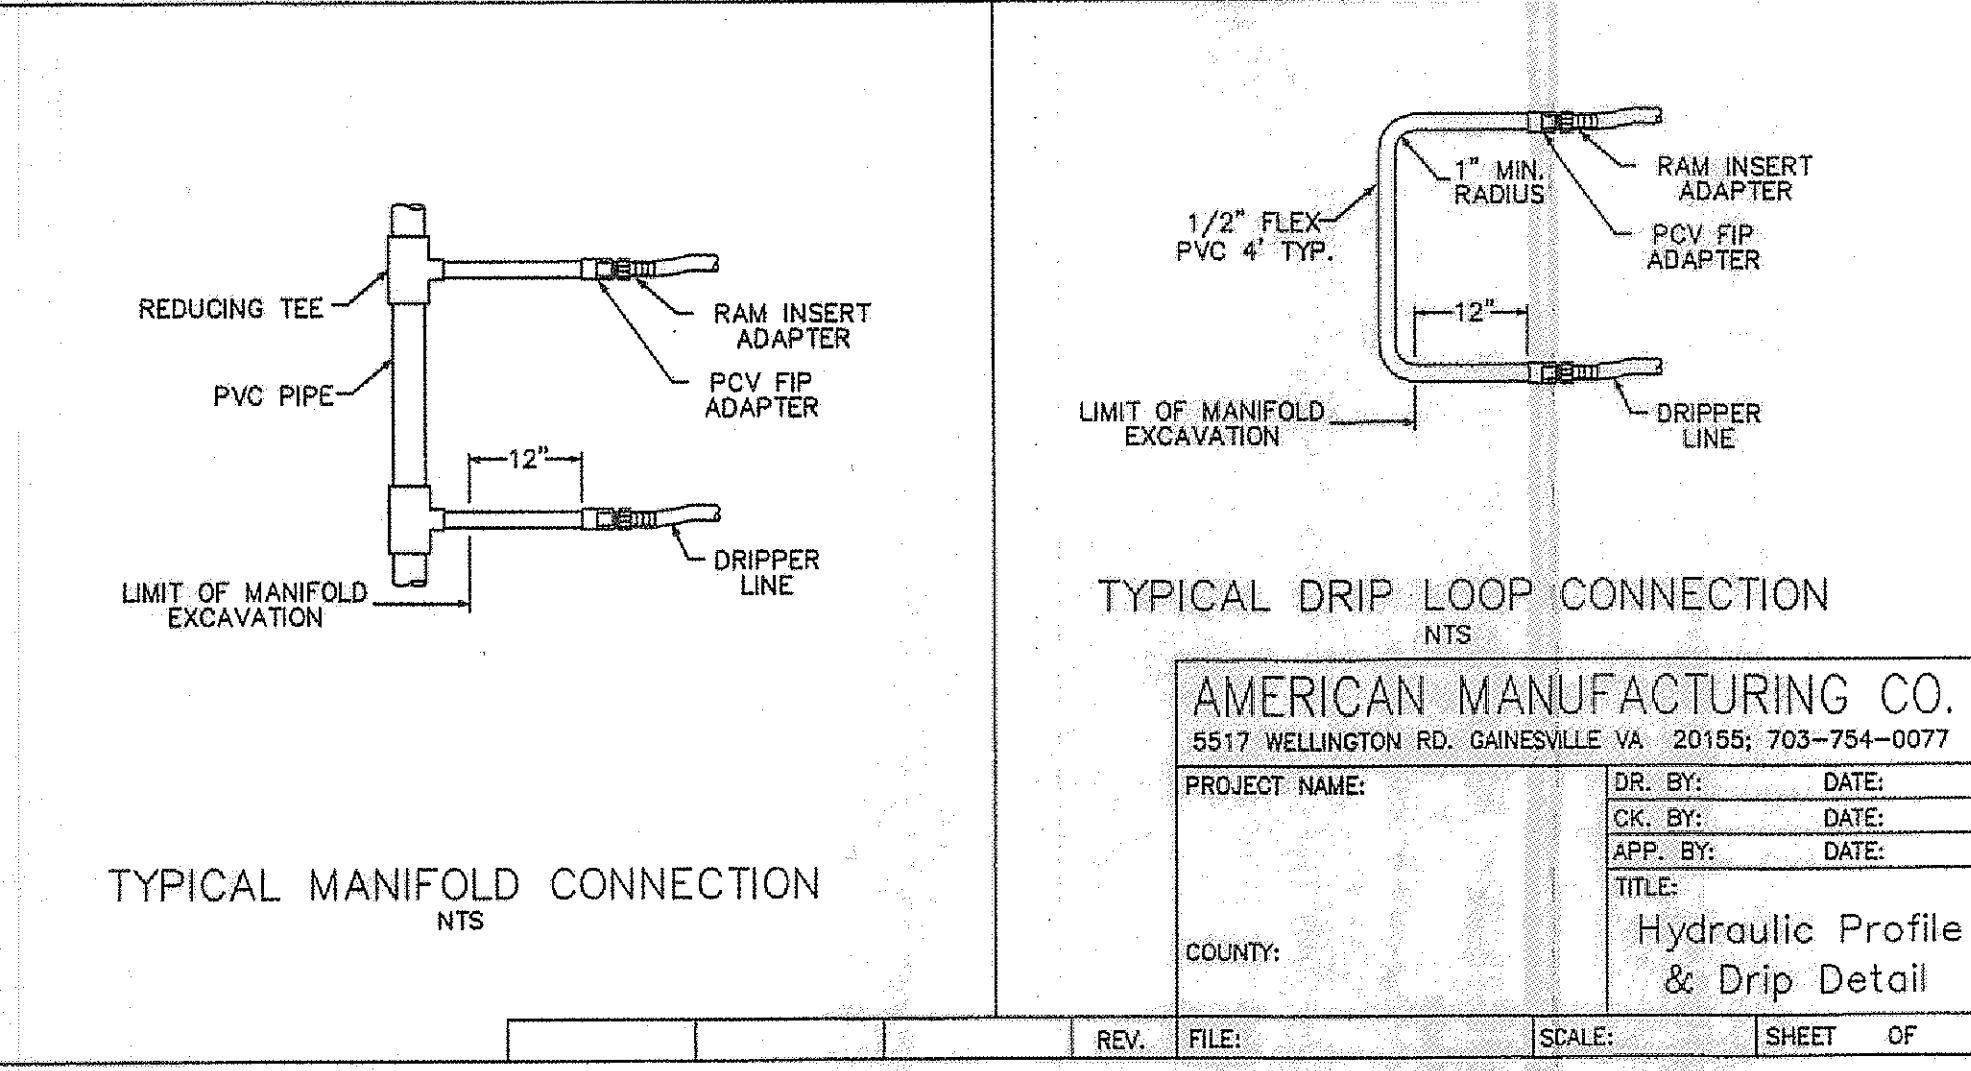 REDUCING TEE
PVC PIPE
RAM INSERT
ADAPTER
PCV FIP
ADAPTER
12"
DRIPPER
LINE
LIMIT OF MANIFOLD
EXCAVATION
TYPICAL MANIFOLD CONNECTION
NTS
1" MIN.
RADIUS
RAM INSERT
ADAPTER
1/2" FLEX
PVC 4' TYP.
PCV FIP
ADAPTER
12"
LIMIT OF MANIFOLD
EXCAVATION
DRIPPER
LINE
TYPICAL DRIP LOOP CONNECTION
NTS
AMERICAN MANUFACTURING CO.
5517 WELLINGTON RD. GAINESVILLE VA 20155; 703-754-0077
PROJECT NAME:
COUNTY:
DR. BY: DATE:
CK. BY: DATE:
APP. BY: DATE:
TITLE:
Hydraulic Profile
& Drip Detail
REV. FILE: SCALE: SHEET OF